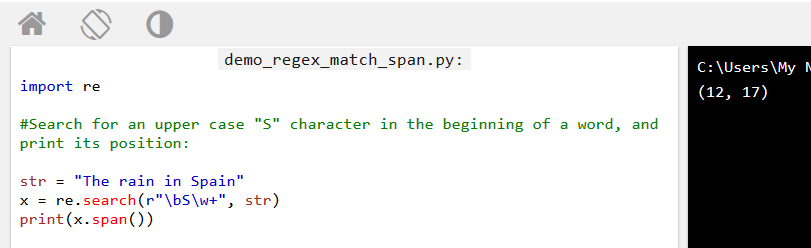 demo_regex_match_span.py:
import re
#Search for an upper case "S" character in the beginning of a word, and
print its position:
str = "The rain in Spain"
x = re.search(r"\bS\w+", str)
print(x.span())
C:\Users\My
(12, 17)